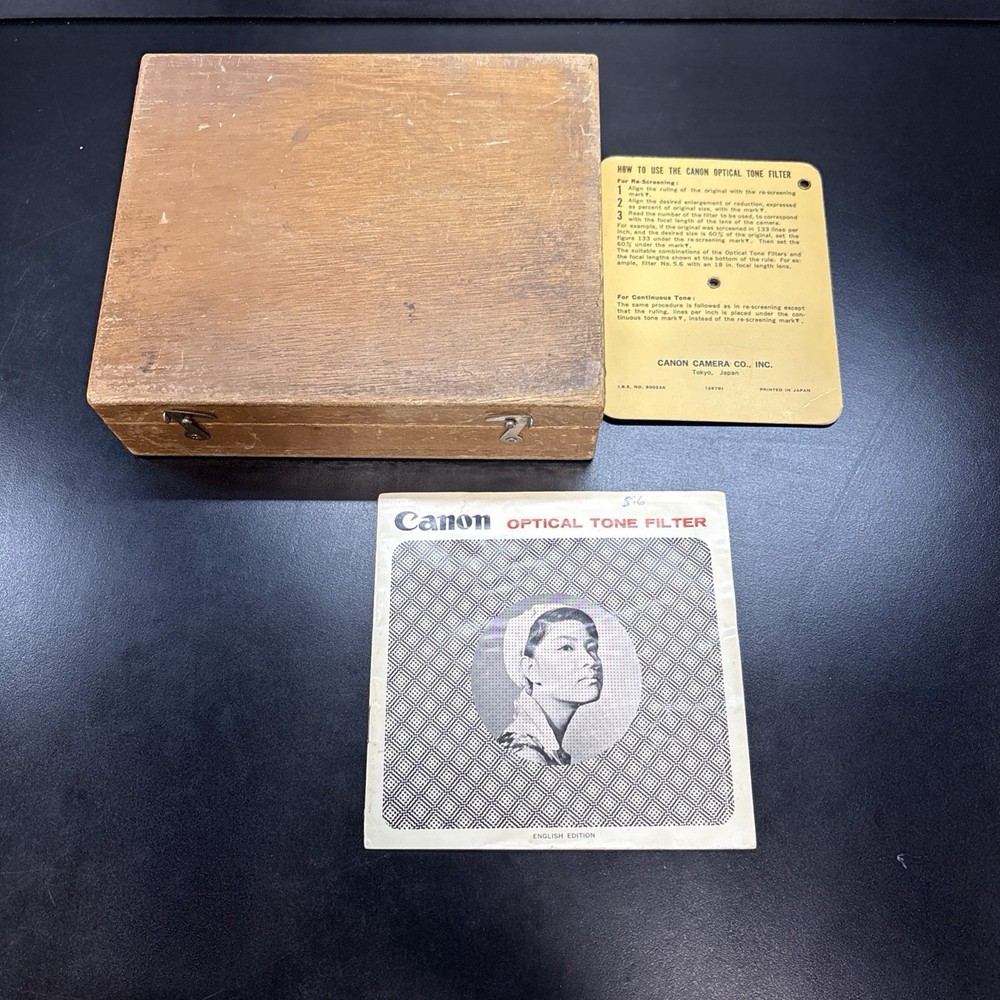 HOW TO USE THE CANON OPTICAL TONE FILTER
For Re-Screening:
1 Align the ruling of the original with the re-screening
mark▼.
2 Align the desired enlargement or reduction, expressed
as percent of original size, with the mark▼.
3 Read the number of the filter to be used, to correspond
with the focal length of the lens of the camera.
For example, if the original was screened in 133 lines per
inch, and the desired size is 60% of the original, set the
figure 133 under the re-screening mark▼. Then set the
60% under the mark▼.
The suitable combinations of the Optical Tone Filters and
the focal lengths shown at the bottom of the rule. For ex-
ample, filter No. 5.6 with an 18 in. focal length lens.
For Continuous Tone:
The same procedure is followed as in re-screening except
that the ruling, lines per inch is placed under the con-
tinuous tone mark▼, instead of the re-screening mark▼.
CANON CAMERA CO., INC.
Tokyo, Japan
PRINTED IN JAPAN
5.6
Canon OPTICAL TONE FILTER
ENGLISH EDITION